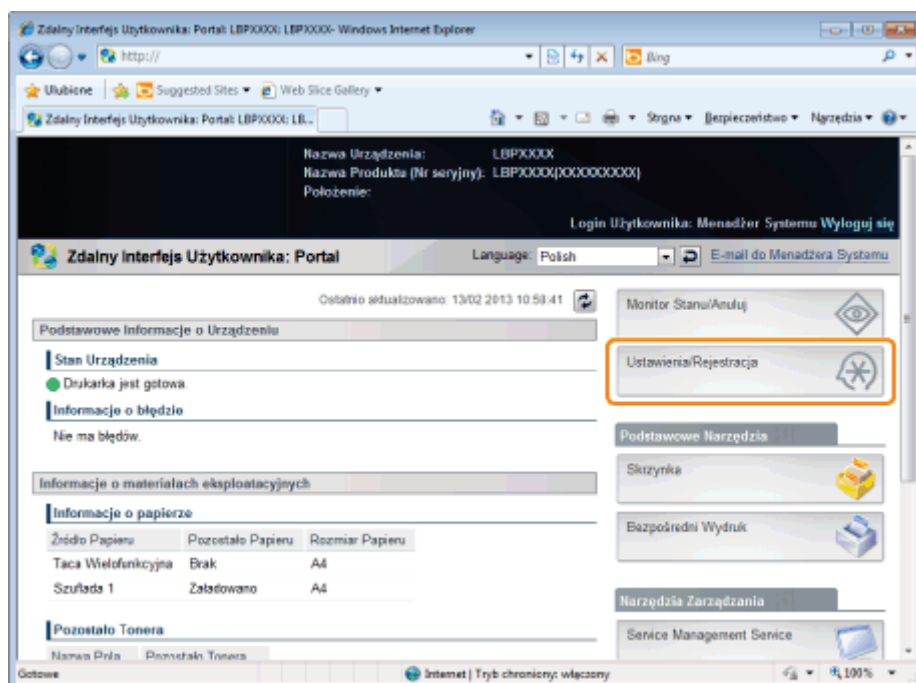 Zdalny Interfejs Użytkownika: Portal: LBPXXXX: LBPXXXX- Windows Internet Explorer
http://
Bing
Ulubione Suggested Sites Web Slice Gallery
Zdalny Interfejs Użytkownika: Portal: LBPXXXX: LB... Strona Bezpieczeństwo Narzędzia
Nazwa Urządzenia: LBPXXXX
Nazwa Produktu (Nr seryjny): LBPXXXX(XXXXXXXXX)
Położenie:
Login Użytkownika: Menadżer Systemu Wyloguj się
Zdalny Interfejs Użytkownika: Portal Language: Polish E-mail do Menadżera Systemu
Ostatnio aktualizowano: 13/02 2013 10:58:41
Podstawowe Informacje o Urządzeniu
Stan Urządzenia
Drukarka jest gotowa.
Informacje o błędzie
Nie ma błędów.
Informacje o materiałach eksploatacyjnych
Informacje o papierze
Źródło Papieru Pozostało Papieru Rozmiar Papieru
Taca Wielofunkcyjna Brak A4
Szuflada 1 Załadowano A4
Pozostało Tonera
Nazwa Pola Pozostało Tonera
Monitor Stanu/Anuluj
Ustawienia/Rejestracja
Podstawowe Narzędzia
Skrzynka
Bezpośredni Wydruk
Narzędzia Zarządzania
Service Management Service
Gotowe Internet | Tryb chroniony: włączony 100%